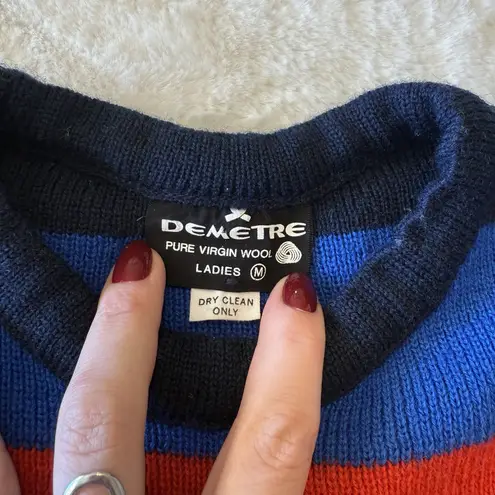 DEMETRE
PURE VIRGIN WOOL
LADIES M
DRY CLEAN
ONLY